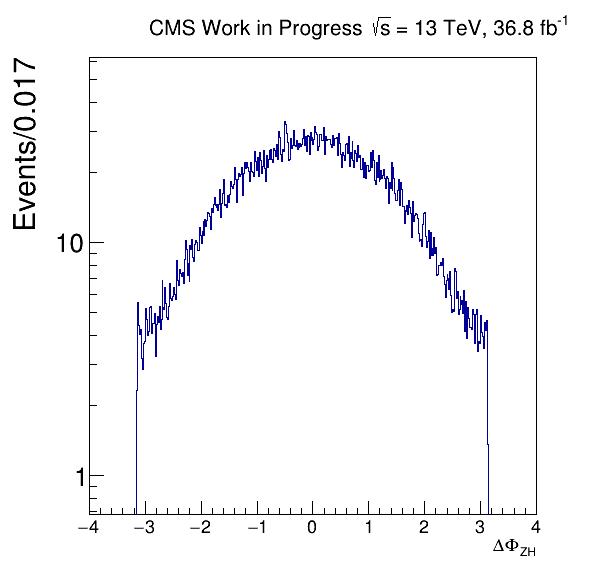 CMS Work in Progress √s = 13 TeV, 36.8 fb⁻¹
Events/0.017
10
1
−4 −3 −2 −1 0 1 2 3 4
ΔΦ_ZH